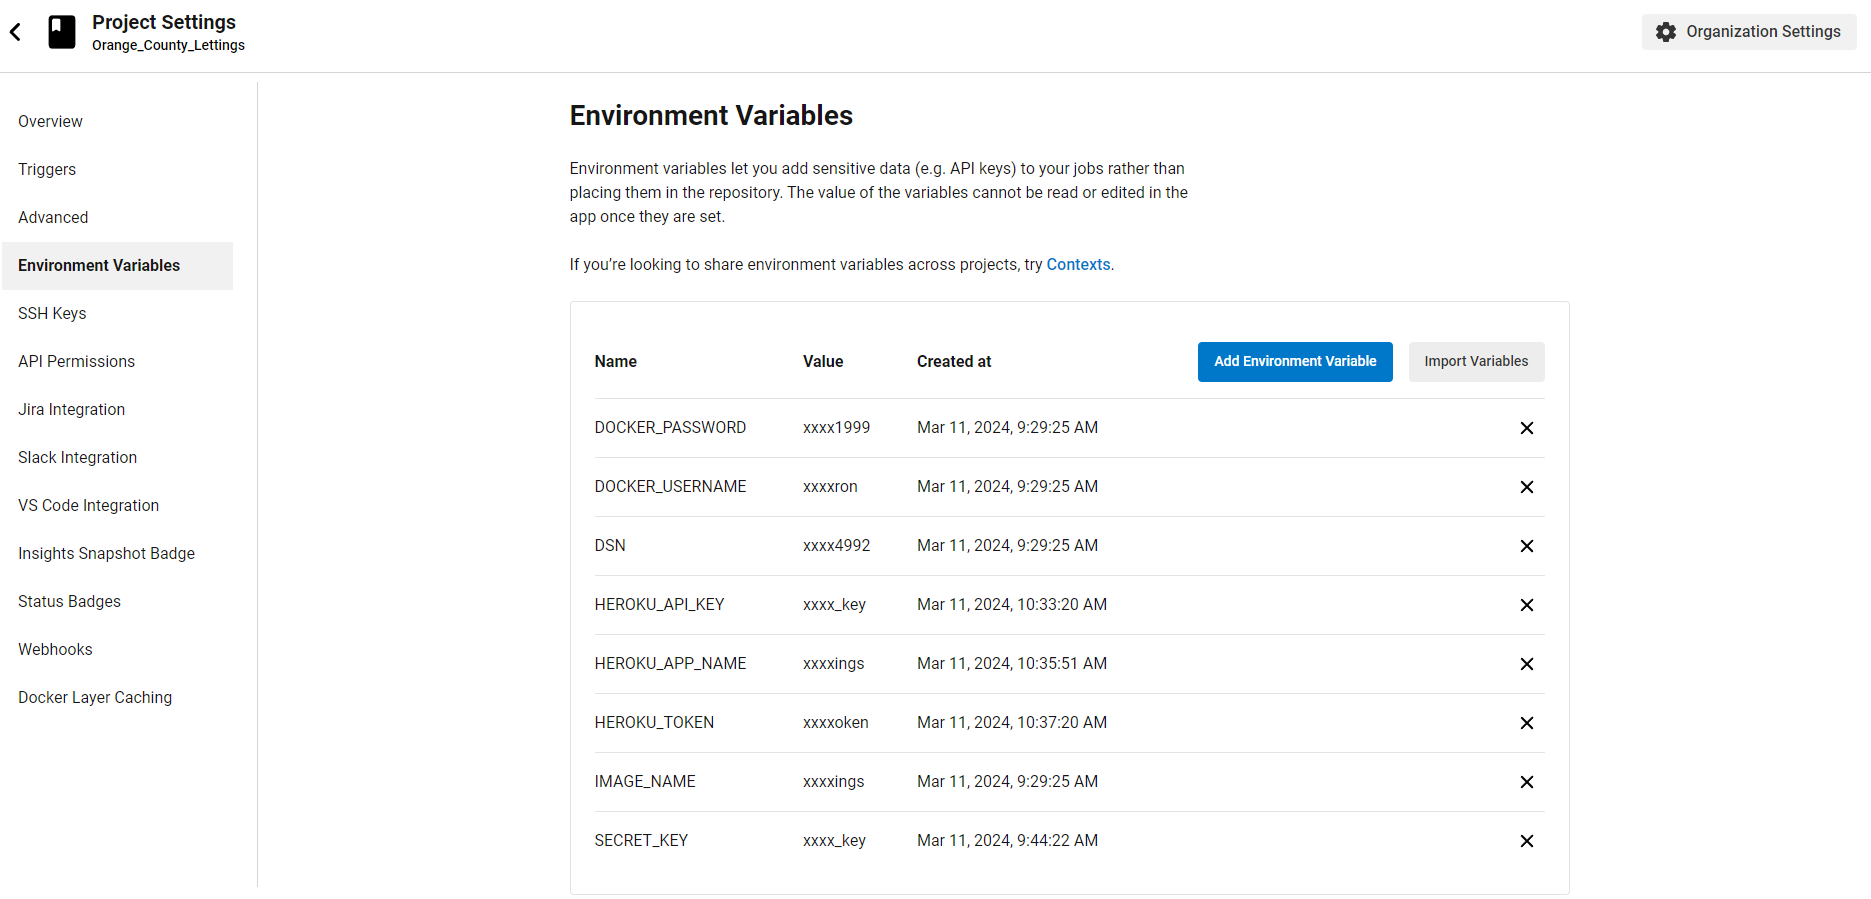 Project Settings
Orange_County_Lettings
Organization Settings
Overview
Triggers
Advanced
Environment Variables
SSH Keys
API Permissions
Jira Integration
Slack Integration
VS Code Integration
Insights Snapshot Badge
Status Badges
Webhooks
Docker Layer Caching
Environment Variables
Environment variables let you add sensitive data (e.g. API keys) to your jobs rather than
placing them in the repository. The value of the variables cannot be read or edited in the
app once they are set.
If you’re looking to share environment variables across projects, try Contexts.
Name Value Created at Add Environment Variable Import Variables
DOCKER_PASSWORD xxxx1999 Mar 11, 2024, 9:29:25 AM
DOCKER_USERNAME xxxxron Mar 11, 2024, 9:29:25 AM
DSN xxxx4992 Mar 11, 2024, 9:29:25 AM
HEROKU_API_KEY xxxx_key Mar 11, 2024, 10:33:20 AM
HEROKU_APP_NAME xxxxings Mar 11, 2024, 10:35:51 AM
HEROKU_TOKEN xxxxoken Mar 11, 2024, 10:37:20 AM
IMAGE_NAME xxxxings Mar 11, 2024, 9:29:25 AM
SECRET_KEY xxxx_key Mar 11, 2024, 9:44:22 AM